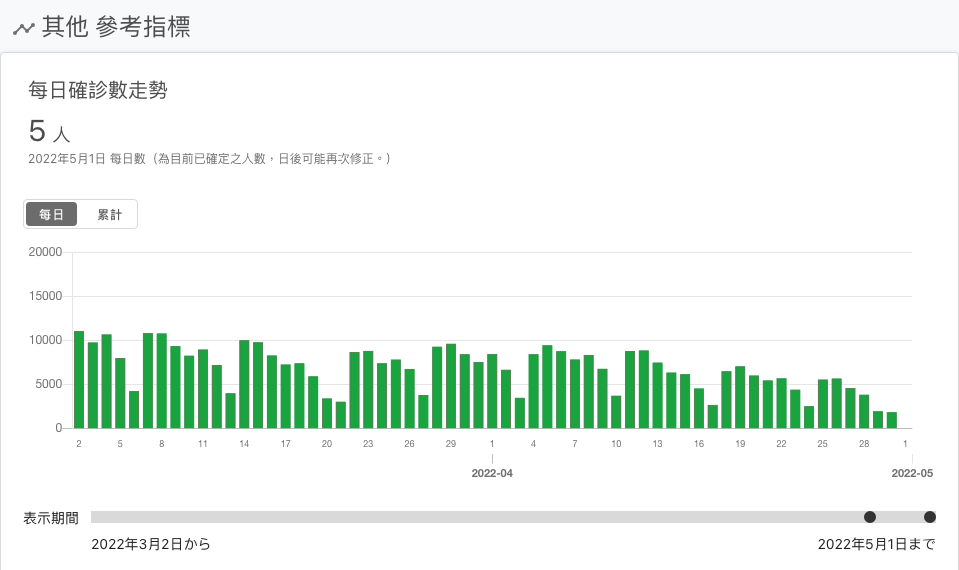 其他 參考指標
每日確診數走勢
5 人
2022年5月1日 每日數（為目前已確定之人數，日後可能再次修正。）
每日 累計
20000
15000
10000
5000
0
2 5 8 11 14 17 20 23 26 29 1 4 7 10 13 16 19 22 25 28 1
2022-04 2022-05
表示期間
2022年3月2日から 2022年5月1日まで